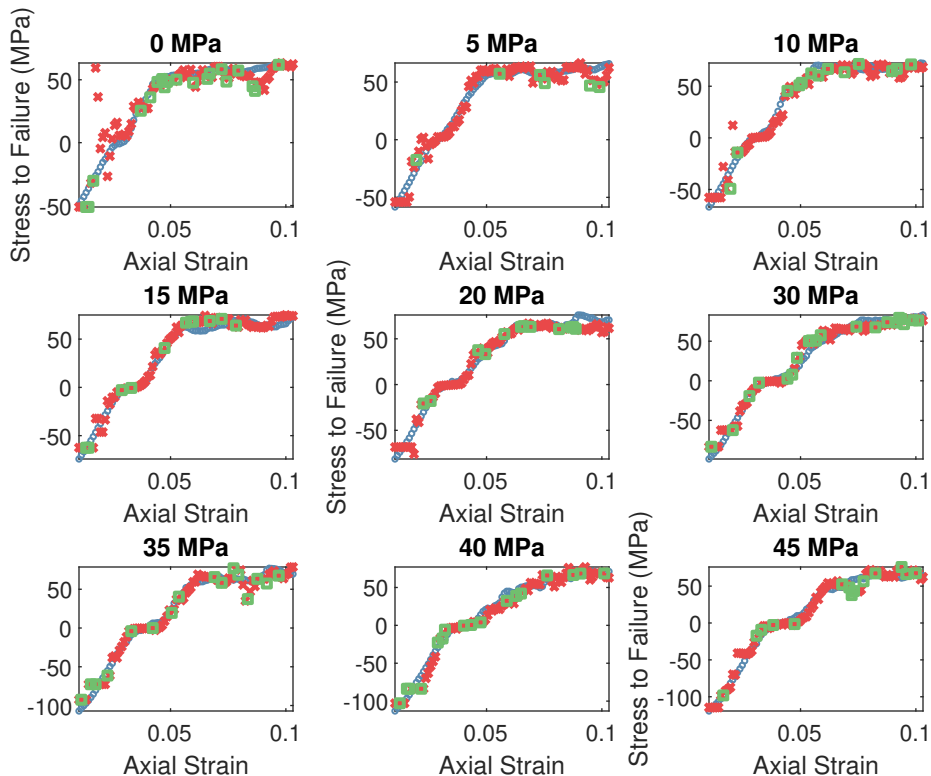 0 MPa
5 MPa
10 MPa
Stress to Failure (MPa)
50
0
-50
0.05
0.1
Axial Strain
50
0
-50
0.05
0.1
Axial Strain
50
0
-50
0.05
0.1
Axial Strain
15 MPa
20 MPa
30 MPa
50
0
-50
0.05
0.1
Axial Strain
Stress to Failure (MPa)
50
0
-50
0.05
0.1
Axial Strain
50
0
-50
0.05
0.1
Axial Strain
35 MPa
40 MPa
45 MPa
50
0
-50
-100
0.05
0.1
Axial Strain
50
0
-50
-100
0.05
0.1
Axial Strain
Stress to Failure (MPa)
50
0
-50
-100
0.05
0.1
Axial Strain